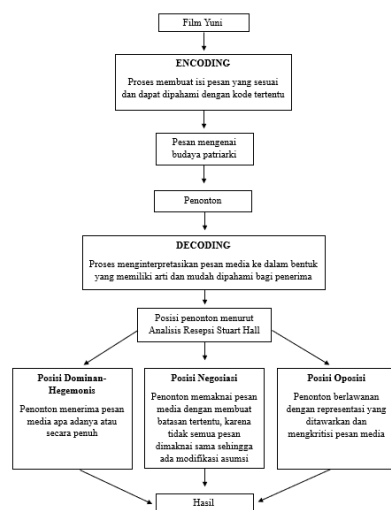 Film Yuni
ENCODING
Proses membuat isi pesan yang sesuai
dan dapat dipahami dengan kode tertentu
Pesan mengenai
budaya patriarki
Penonton
DECODING
Proses menginterpretasikan pesan media ke dalam bentuk
yang memiliki arti dan mudah dipahami bagi penerima
Posisi penonton menurut
Analisis Resepsi Stuart Hall
Posisi Dominan-
Hegemonis
Penonton menerima pesan
media apa adanya atau
secara penuh
Posisi Negosiasi
Penonton memaknai pesan
media dengan membuat
batasan tertentu, karena
tidak semua pesan
dimaknai sama sehingga
ada modifikasi asumsi
Posisi Oposisi
Penonton berlawanan
dengan representasi yang
ditawarkan dan
mengkritisi pesan media
Hasil